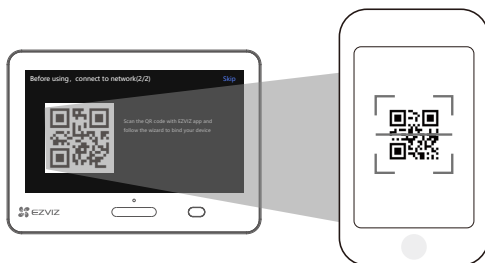 Before using, connect to network(2/2)
Skip
Scan the QR code with EZVIZ app and
follow the wizard to bind your device
EZVIZ